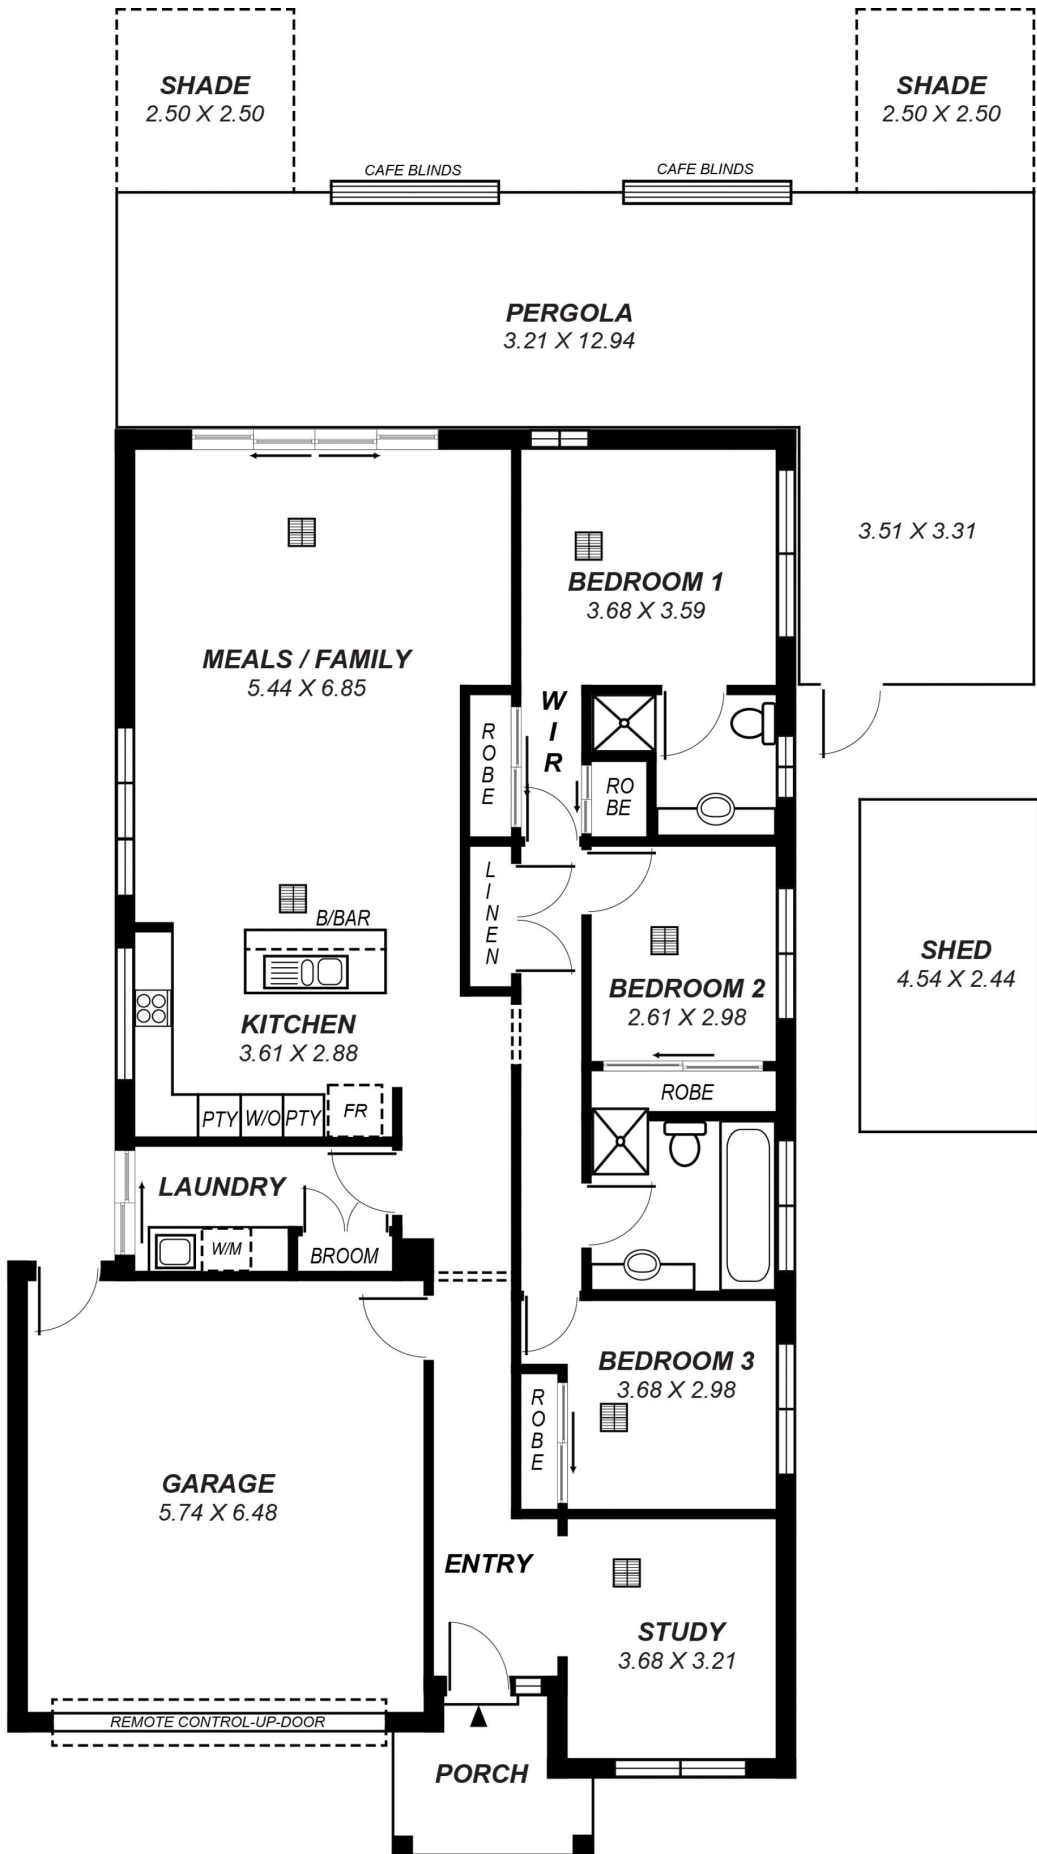 SHADE
2.50 X 2.50
SHADE
2.50 X 2.50
CAFE BLINDS
CAFE BLINDS
PERGOLA
3.21 X 12.94
3.51 X 3.31
BEDROOM 1
3.68 X 3.59
MEALS / FAMILY
5.44 X 6.85
W
I
R
R
O
B
E
RO
BE
L
I
N
E
N
B/BAR
SHED
4.54 X 2.44
BEDROOM 2
2.61 X 2.98
KITCHEN
3.61 X 2.88
ROBE
PTY
W/O
PTY
FR
LAUNDRY
W/M
BROOM
BEDROOM 3
3.68 X 2.98
R
O
B
E
GARAGE
5.74 X 6.48
ENTRY
STUDY
3.68 X 3.21
REMOTE CONTROL-UP-DOOR
PORCH